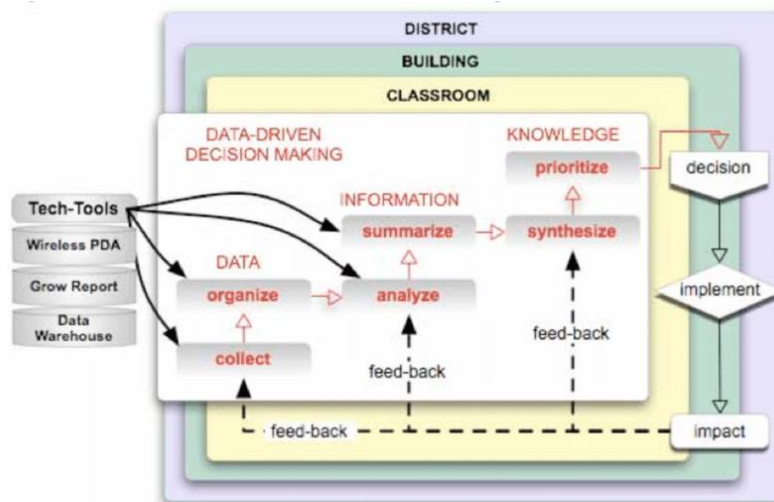 DISTRICT
BUILDING
CLASSROOM
DATA-DRIVEN
DECISION MAKING
KNOWLEDGE
prioritize
decision
Tech-Tools
INFORMATION
summarize
synthesize
Wireless PDA
DATA
Grow Report
organize
analyze
implement
Data
Warehouse
collect
feed-back
feed-back
feed-back
impact